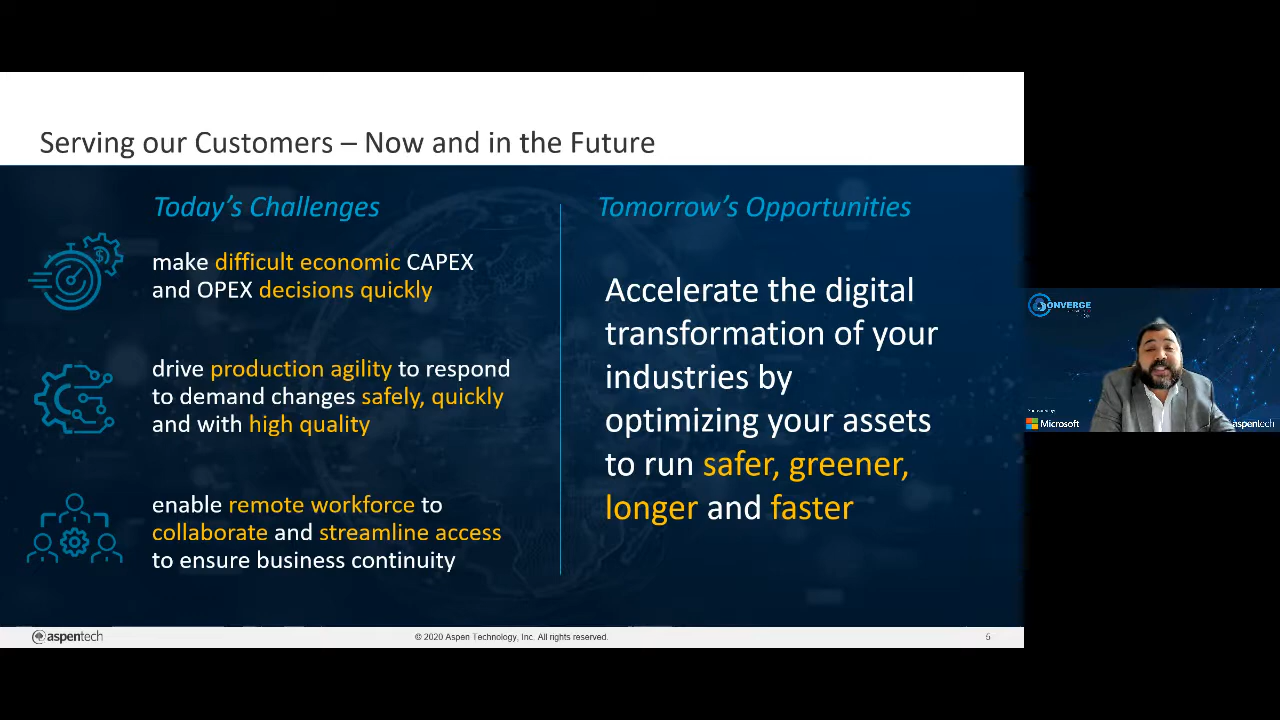 Serving our Customers – Now and in the Future
Today's Challenges
make difficult economic CAPEX
and OPEX decisions quickly
drive production agility to respond
to demand changes safely, quickly
and with high quality
enable remote workforce to
collaborate and streamline access
to ensure business continuity
Tomorrow's Opportunities
Accelerate the digital
transformation of your
industries by
optimizing your assets
to run safer, greener,
longer and faster
aspentech
© 2020 Aspen Technology, Inc. All rights reserved.
5
CONVERGE
Microsoft
aspentech